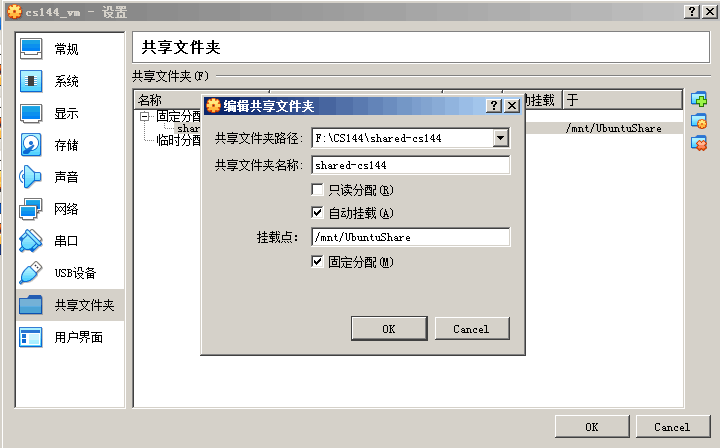 cs144_vm - 设置
常规
系统
显示
存储
声音
网络
串口
USB设备
共享文件夹
用户界面
共享文件夹
共享文件夹(F)
名称
挂载
于
固定分配
shar
/mnt/UbuntuShare
临时分配
编辑共享文件夹
共享文件夹路径:
F:\CS144\shared-cs144
共享文件夹名称:
shared-cs144
只读分配(R)
自动挂载(A)
挂载点:
/mnt/UbuntuShare
固定分配(M)
OK
Cancel
OK
Cancel